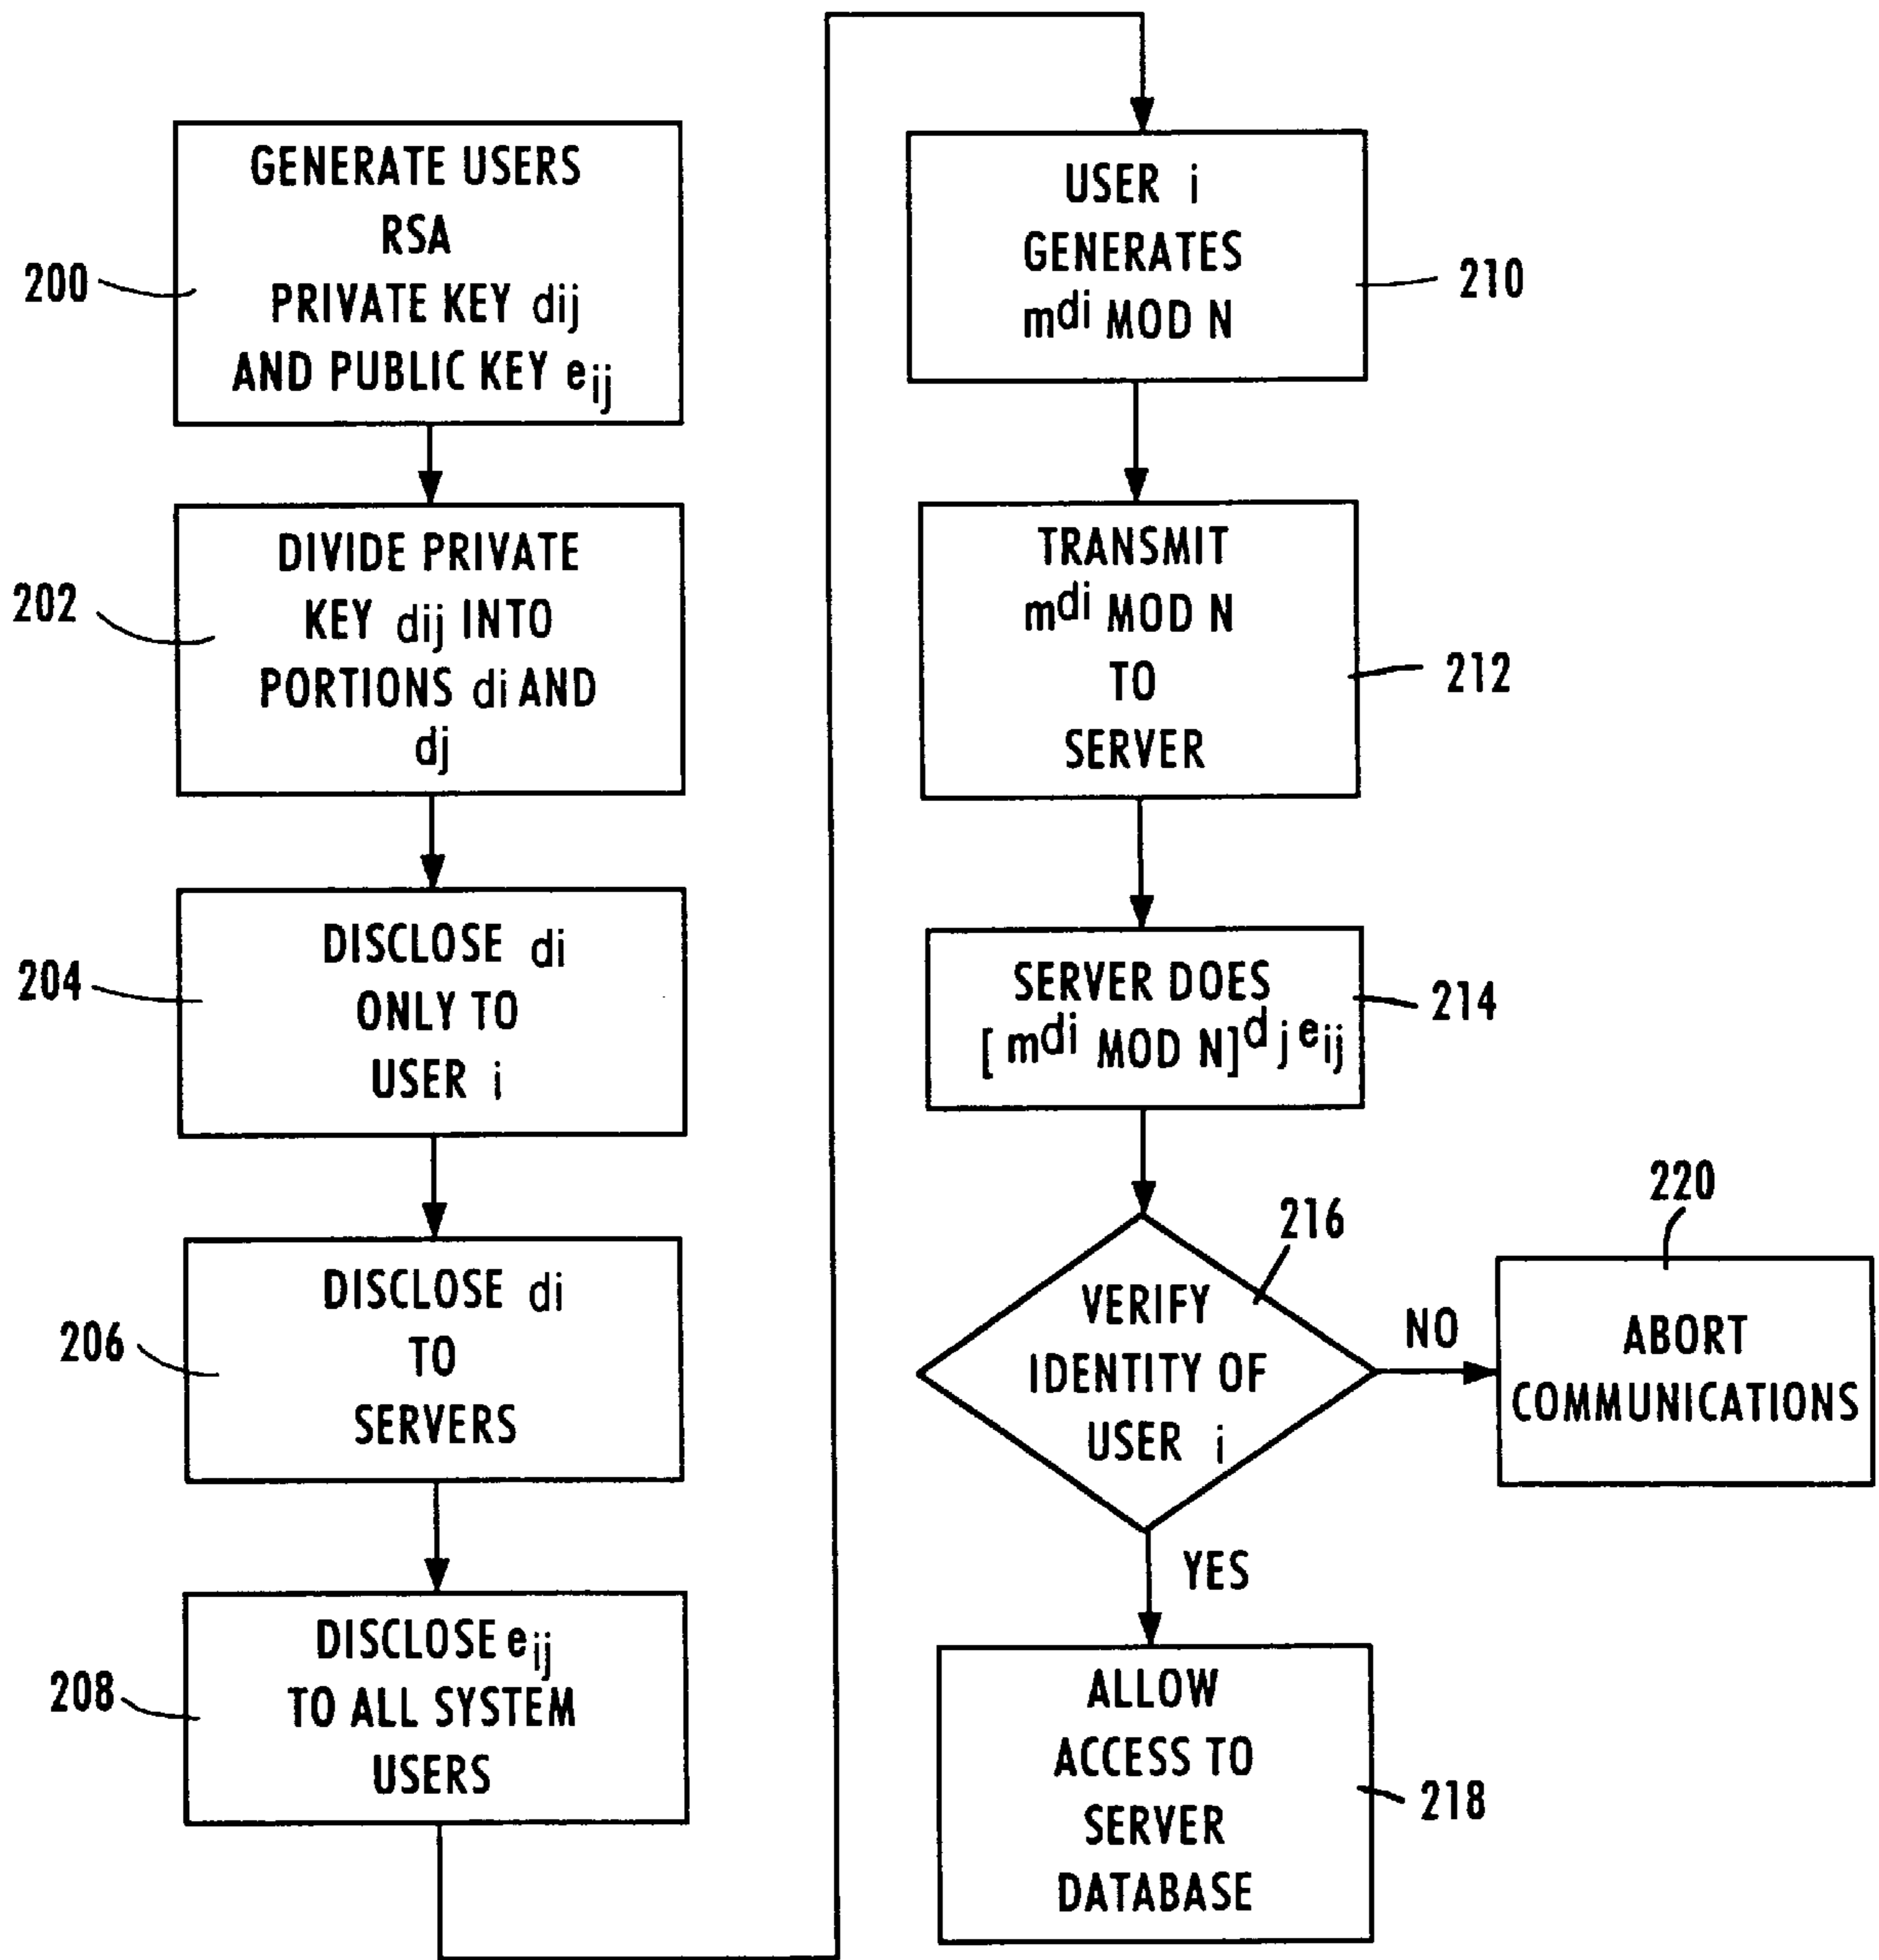 200
GENERATE USERS
RSA
PRIVATE KEY dij
AND PUBLIC KEY eij
202
DIVIDE PRIVATE
KEY dij INTO
PORTIONS di AND
dj
204
DISCLOSE di
ONLY TO
USER i
206
DISCLOSE di
TO
SERVERS
208
DISCLOSE eij
TO ALL SYSTEM
USERS
USER i
GENERATES
mdi MOD N
210
TRANSMIT
mdi MOD N
TO
SERVER
212
SERVER DOES
[mdi MOD N]djeij
214
216
VERIFY
IDENTITY OF
USER i
NO
220
ABORT
COMMUNICATIONS
YES
ALLOW
ACCESS TO
SERVER
DATABASE
218